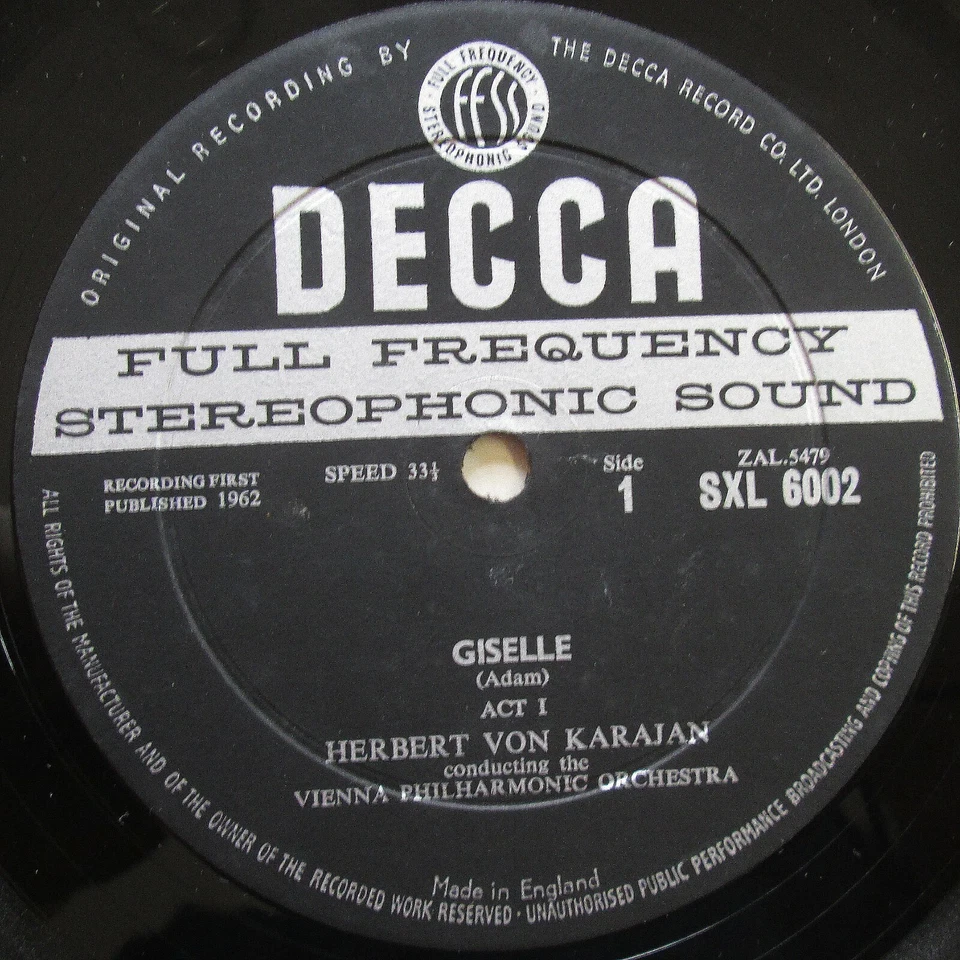 ORIGINAL RECORDING BY
THE DECCA RECORD CO. LTD. LONDON
FULL FREQUENCY
FFSS
STEREOPHONIC SOUND
DECCA
FULL FREQUENCY
STEREOPHONIC SOUND
RECORDING FIRST
PUBLISHED 1962
SPEED 33⅓
Side
1
ZAL.5479
SXL 6002
GISELLE
(Adam)
ACT I
HERBERT VON KARAJAN
conducting the
VIENNA PHILHARMONIC ORCHESTRA
Made in England
ALL RIGHTS OF THE MANUFACTURER AND OF THE OWNER OF THE RECORDED WORK RESERVED · UNAUTHORISED PUBLIC PERFORMANCE BROADCASTING AND COPYING OF THIS RECORD PROHIBITED